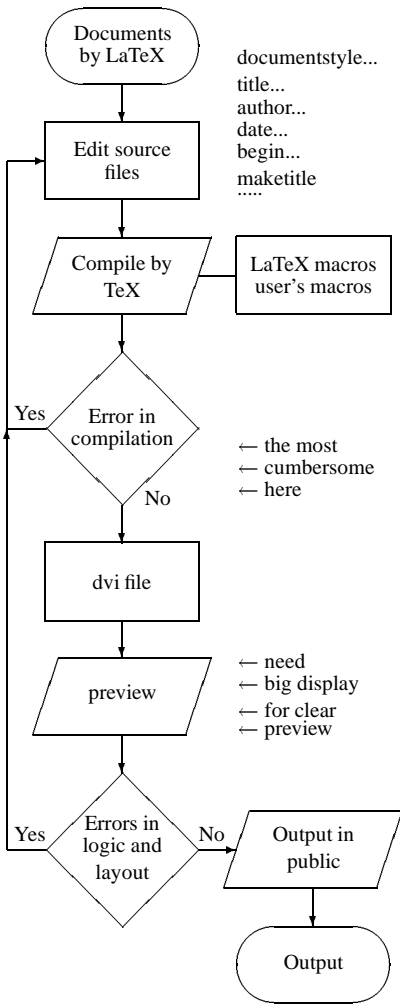 Documents
by LaTeX
documentstyle...
title...
author...
date...
begin...
maketitle
.....
Edit source
files
Compile by
TeX
LaTeX macros
user's macros
Yes
Error in
compilation
No
← the most
← cumbersome
← here
dvi file
preview
← need
← big display
← for clear
← preview
Yes
Errors in
logic and
layout
No
Output in
public
Output